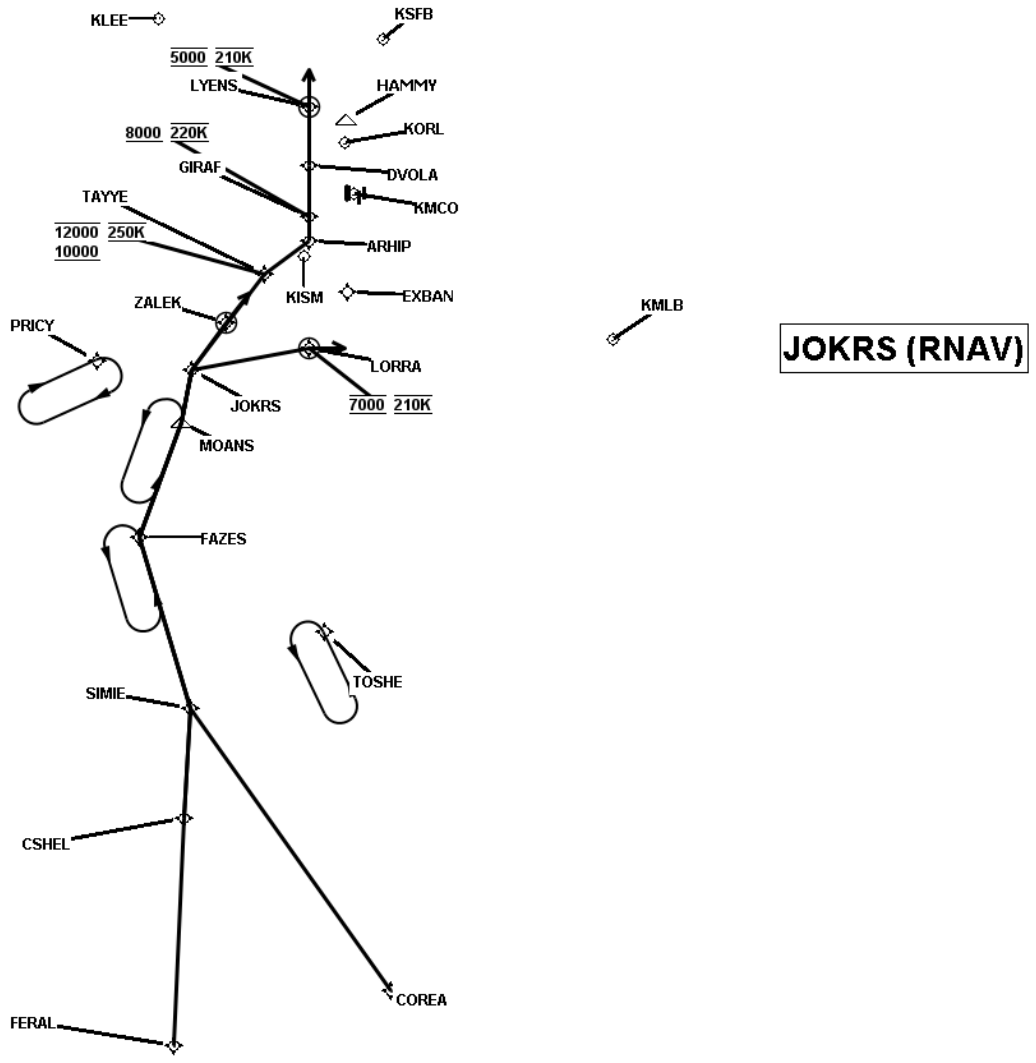 KLEE
KSFB
5000 210K
LYENS
HAMMY
8000 220K
KORL
GIRAF
DVOLA
TAYYE
KMCO
12000 250K
10000
ARHIP
KISM
EXBAN
ZALEK
KMLB
PRICY
JOKRS (RNAV)
LORRA
JOKRS
7000 210K
MOANS
FAZES
TOSHE
SIMIE
CSHEL
COREA
FERAL